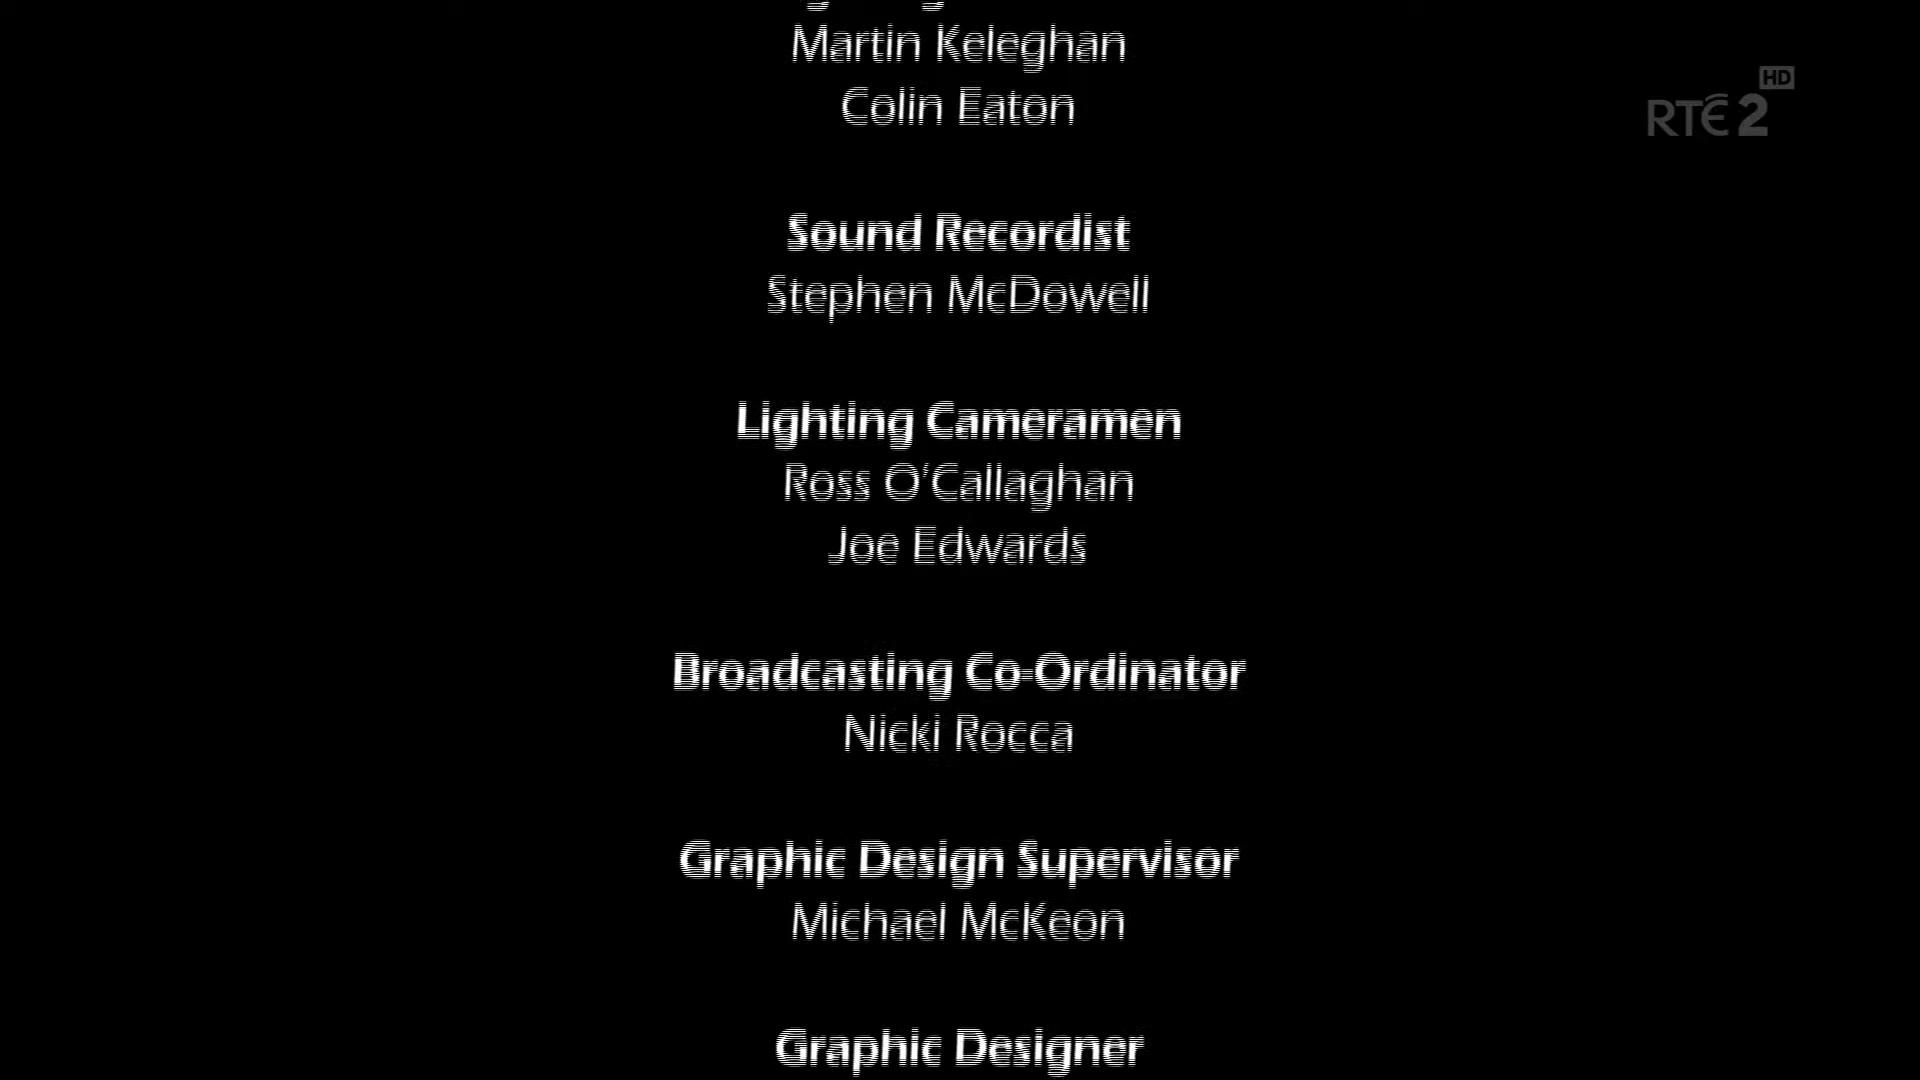 Martin Keleghan
Colin Eaton
HD
RTÉ 2
Sound Recordist
Stephen McDowell
Lighting Cameramen
Ross O'Callaghan
Joe Edwards
Broadcasting Co-Ordinator
Nicki Rocca
Graphic Design Supervisor
Michael McKeon
Graphic Designer